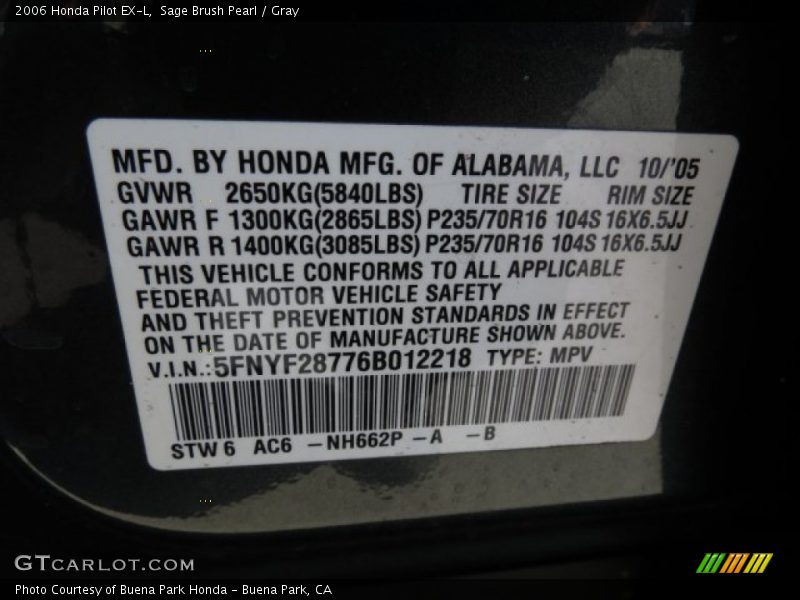 2006 Honda Pilot EX-L,  Sage Brush Pearl / Gray
MFD. BY HONDA MFG. OF ALABAMA, LLC 10/'05
GVWR 2650KG(5840LBS) TIRE SIZE RIM SIZE
GAWR F 1300KG(2865LBS) P235/70R16 104S 16X6.5JJ
GAWR R 1400KG(3085LBS) P235/70R16 104S 16X6.5JJ
THIS VEHICLE CONFORMS TO ALL APPLICABLE
FEDERAL MOTOR VEHICLE SAFETY
AND THEFT PREVENTION STANDARDS IN EFFECT
ON THE DATE OF MANUFACTURE SHOWN ABOVE.
V.I.N.:5FNYF28776B012218 TYPE: MPV
STW 6 AC6 -NH662P -A -B
GTCARLOT.COM
Photo Courtesy of Buena Park Honda - Buena Park, CA